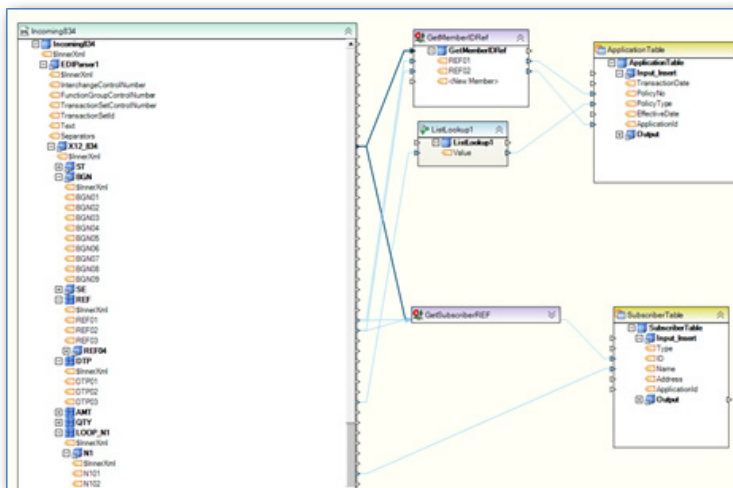 Incoming834
Incoming834
$InnerXml
EDIParser1
$InnerXml
InterchangeControlNumber
FunctionGroupControlNumber
TransactionSetControlNumber
TransactionSetId
Text
Separators
X12_834
$InnerXml
ST
BGN
$InnerXml
BGN01
BGN02
BGN03
BGN04
BGN05
BGN06
BGN07
BGN08
BGN09
SE
REF
$InnerXml
REF01
REF02
REF03
REF04
DTP
$InnerXml
DTP01
DTP02
DTP03
AMT
QTY
LOOP_N1
$InnerXml
N1
$InnerXml
N101
N102
GetMemberIDRef
GetMemberIDRef
REF01
REF02
<New Member>
ListLookup1
ListLookup1
Value
GetSubscriberREF
ApplicationTable
ApplicationTable
Input_Insert
TransactionDate
PolicyNo
PolicyType
EffectiveDate
ApplicationId
Output
SubscriberTable
SubscriberTable
Input_Insert
Type
ID
Name
Address
ApplicationId
Output